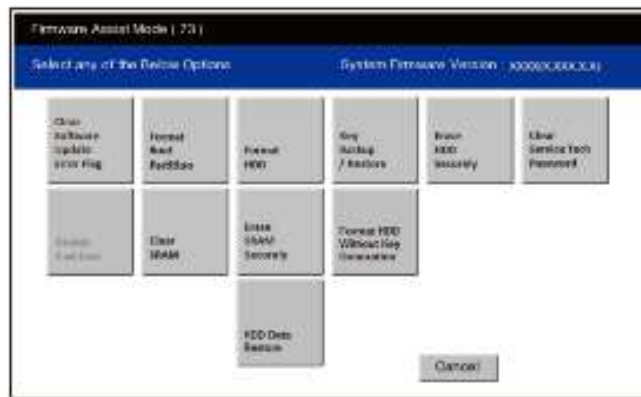 Firmware Assist Mode ( 73 )
Select any of the Below Options
System Firmware Version
Clear
Software
Update
Error Flag
Format
Root
Partition
Format
HDD
Key
Backup
/ Restore
Erase
HDD
Securely
Clear
Service Tech
Password
Clear
SRAM
Erase
SRAM
Securely
Format HDD
Without Key
Generation
HDD Data
Restore
Cancel